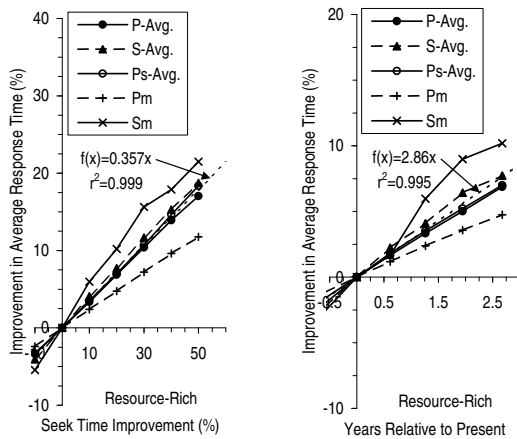 40
30
20
10
0
-10
Improvement in Average Response Time (%)
P-Avg.
S-Avg.
Ps-Avg.
Pm
Sm
f(x)=0.357x
r²=0.999
10
30
50
Resource-Rich
Seek Time Improvement (%)
20
10
0
-10
Improvement in Average Response Time (%)
P-Avg.
S-Avg.
Ps-Avg.
Pm
Sm
f(x)=2.86x
r²=0.995
0.5
1.5
2.5
Resource-Rich
Years Relative to Present